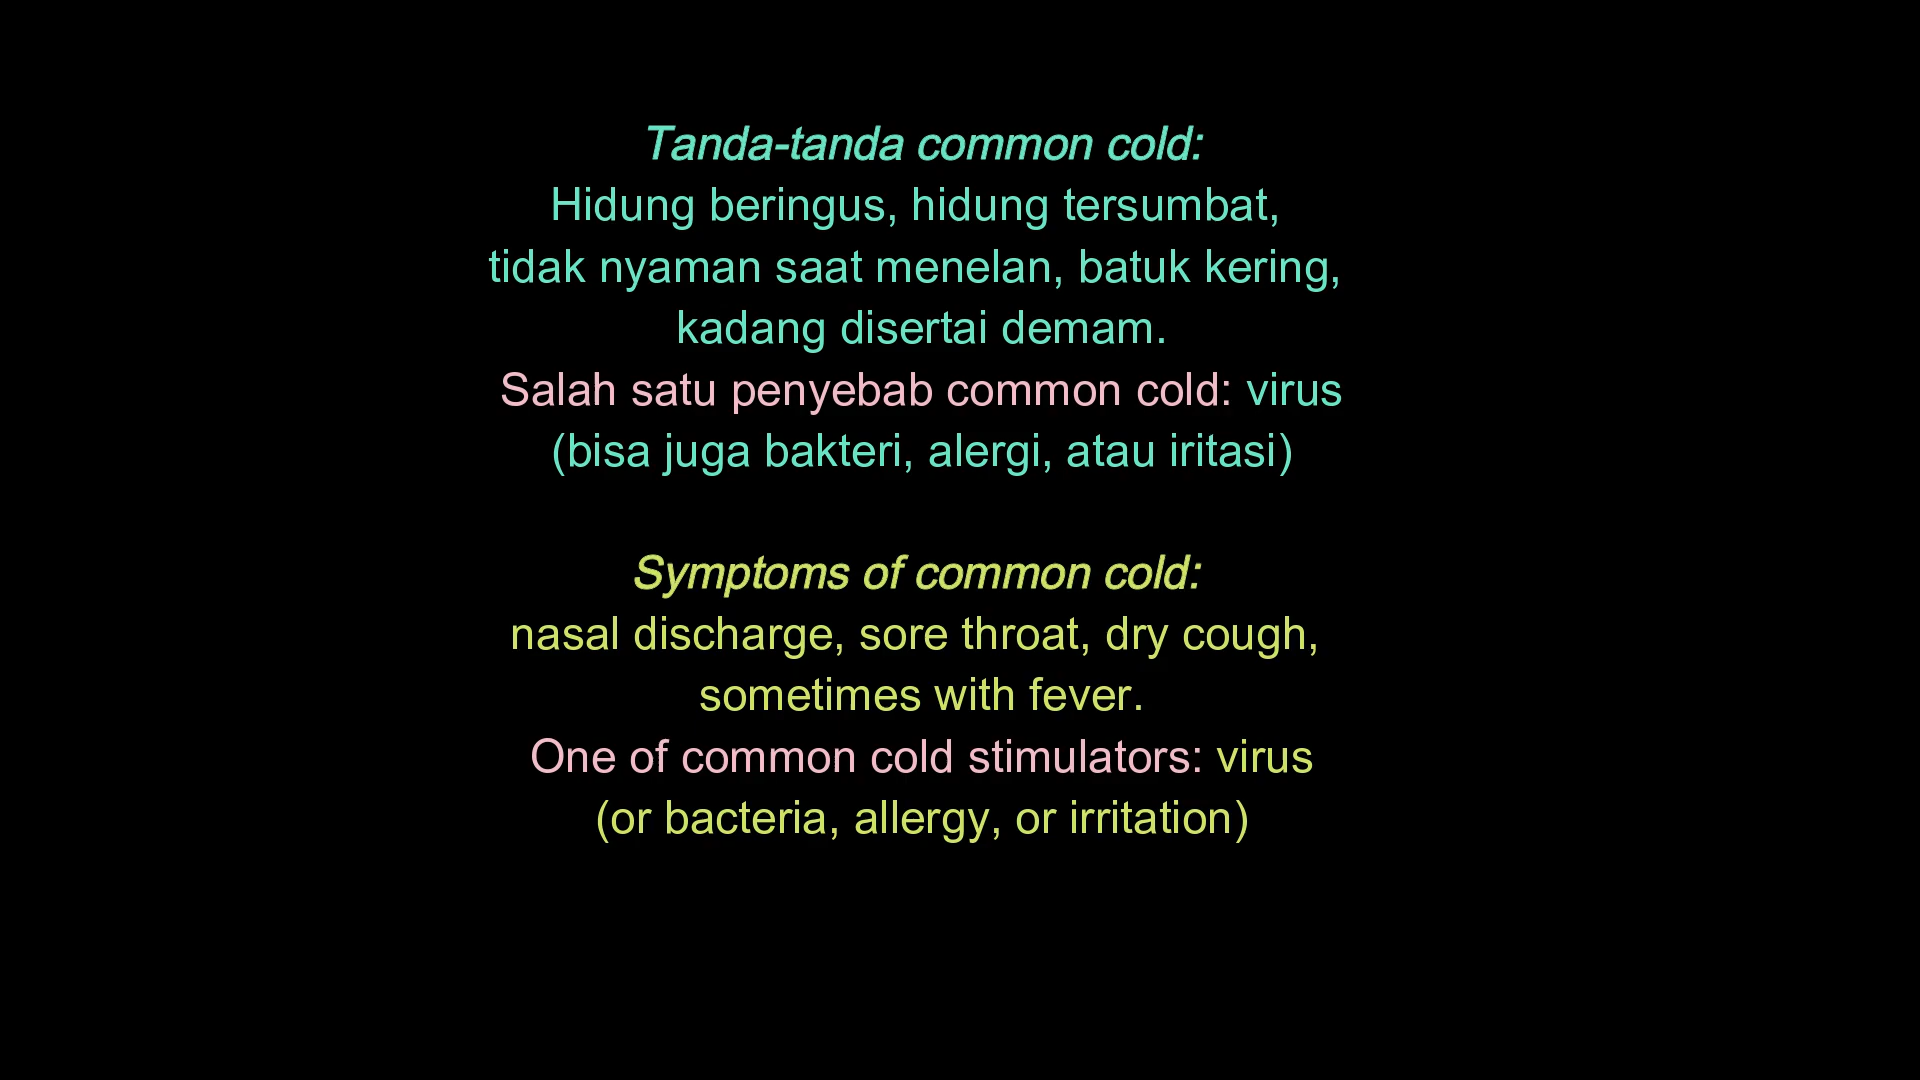 Tanda-tanda common cold:
Hidung beringus, hidung tersumbat,
tidak nyaman saat menelan, batuk kering,
kadang disertai demam.
Salah satu penyebab common cold: virus
(bisa juga bakteri, alergi, atau iritasi)
Symptoms of common cold:
nasal discharge, sore throat, dry cough,
sometimes with fever.
One of common cold stimulators: virus
(or bacteria, allergy, or irritation)